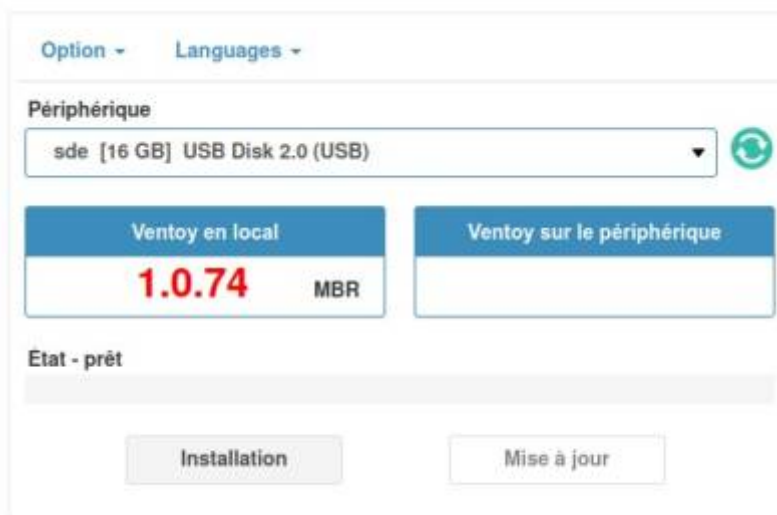 Option Languages
Périphérique
sde [16 GB] USB Disk 2.0 (USB)
Ventoy en local Ventoy sur le périphérique
1.0.74 MBR
État - prêt
Installation Mise à jour